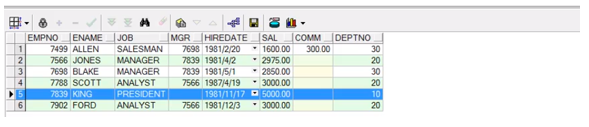 EMPNO ENAME JOB MGR HIREDATE SAL COMM DEPTNO
1 7499 ALLEN SALESMAN 7698 1981/2/20 1600.00 300.00 30
2 7566 JONES MANAGER 7839 1981/4/2 2975.00 20
3 7698 BLAKE MANAGER 7839 1981/5/1 2850.00 30
4 7788 SCOTT ANALYST 7566 1987/4/19 3000.00 20
5 7839 KING PRESIDENT 1981/11/17 5000.00 10
6 7902 FORD ANALYST 7566 1981/12/3 3000.00 20